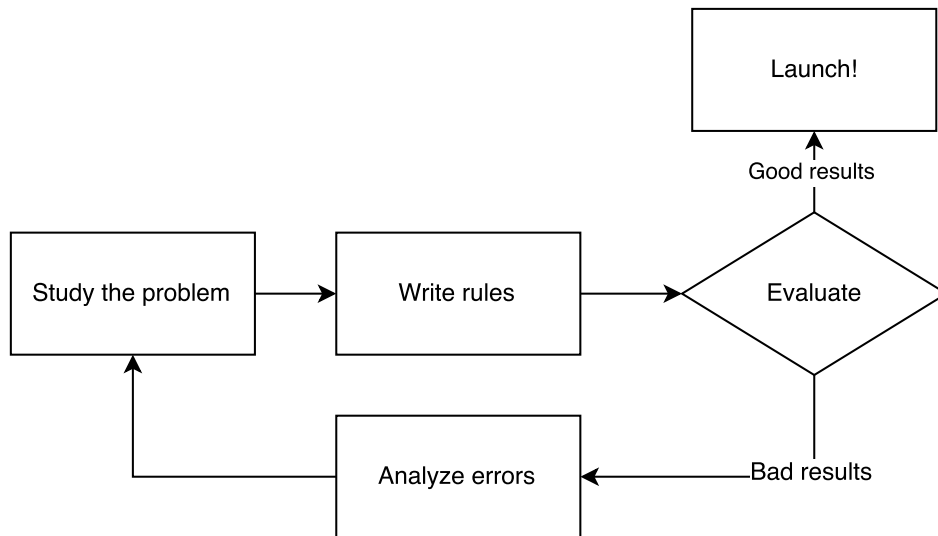 Launch!
Good results
Study the problem
Write rules
Evaluate
Analyze errors
Bad results